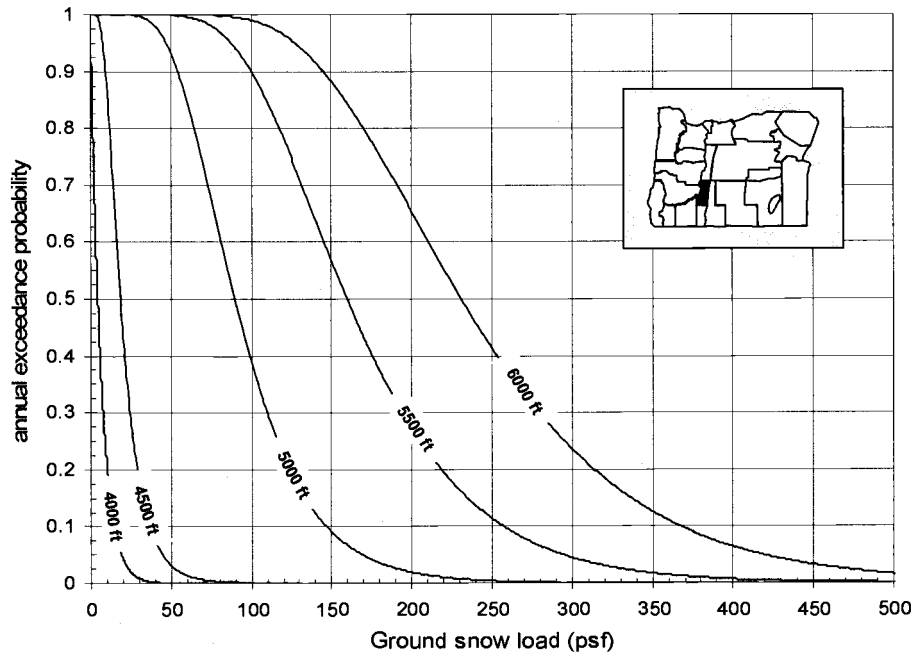 annual exceedance probability
1
0.9
0.8
0.7
0.6
0.5
0.4
0.3
0.2
0.1
0
4000 ft
4500 ft
5000 ft
5500 ft
6000 ft
0 50 100 150 200 250 300 350 400 450 500
Ground snow load (psf)